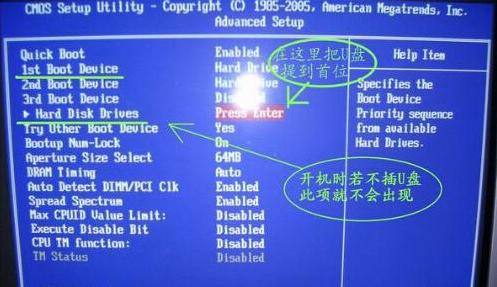 CMOS Setup Utility - Copyright (C) 1985-2005, American Megatrends, Inc.
Advanced Setup
Quick Boot Enabled
1st Boot Device Hard Drive
2nd Boot Device Hard Drive
3rd Boot Device
Hard Disk Drives Press Enter
Try Other Boot Device Yes
Bootup Num-Lock On
Aperture Size Select 64MB
DRAM Timing Auto
Auto Detect DIMM/PCI Clk Enabled
Spread Spectrum Enabled
Max CPUID Value Limit: Disabled
Execute Disable Bit Disabled
CPU TM function: Disabled
TM Status Disabled
在这里把U盘
提到首位
Help Item
Specifies the
Boot Device
Priority sequence
from available
Hard Drives.
开机时若不插U盘
此项就不会出现